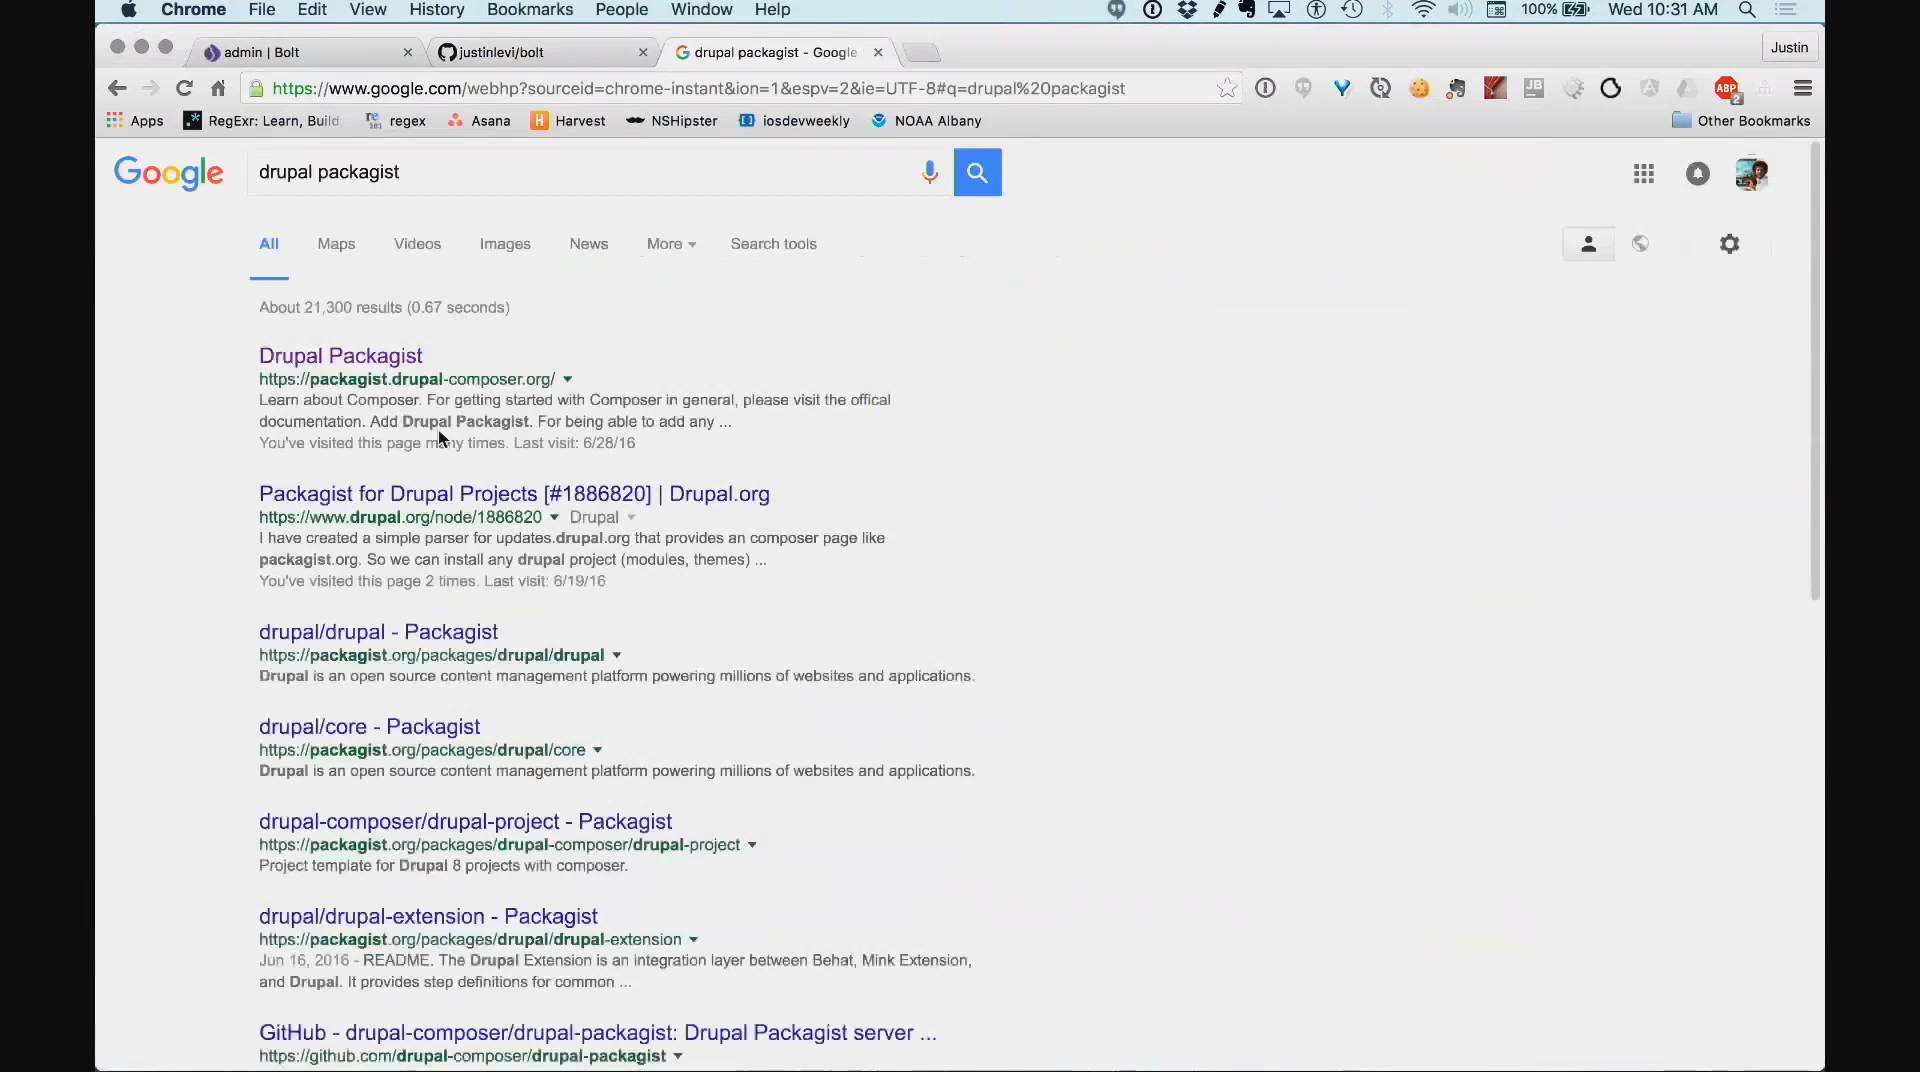 Chrome File Edit View History Bookmarks People Window Help 100% Wed 10:31 AM
admin | Bolt justinlevi/bolt drupal packagist - Google Justin
https://www.google.com/webhp?sourceid=chrome-instant&ion=1&espv=2&ie=UTF-8#q=drupal%20packagist JB ABP 2
Apps .* RegExr: Learn, Build, regex Asana H Harvest NSHipster iosdevweekly NOAA Albany Other Bookmarks
Google drupal packagist
All Maps Videos Images News More Search tools
About 21,300 results (0.67 seconds)
Drupal Packagist
https://packagist.drupal-composer.org/
Learn about Composer. For getting started with Composer in general, please visit the offical
documentation. Add Drupal Packagist. For being able to add any ...
You've visited this page many times. Last visit: 6/28/16
Packagist for Drupal Projects [#1886820] | Drupal.org
https://www.drupal.org/node/1886820 Drupal
I have created a simple parser for updates.drupal.org that provides an composer page like
packagist.org. So we can install any drupal project (modules, themes) ...
You've visited this page 2 times. Last visit: 6/19/16
drupal/drupal - Packagist
https://packagist.org/packages/drupal/drupal
Drupal is an open source content management platform powering millions of websites and applications.
drupal/core - Packagist
https://packagist.org/packages/drupal/core
Drupal is an open source content management platform powering millions of websites and applications.
drupal-composer/drupal-project - Packagist
https://packagist.org/packages/drupal-composer/drupal-project
Project template for Drupal 8 projects with composer.
drupal/drupal-extension - Packagist
https://packagist.org/packages/drupal/drupal-extension
Jun 16, 2016 - README. The Drupal Extension is an integration layer between Behat, Mink Extension,
and Drupal. It provides step definitions for common ...
GitHub - drupal-composer/drupal-packagist: Drupal Packagist server ...
https://github.com/drupal-composer/drupal-packagist